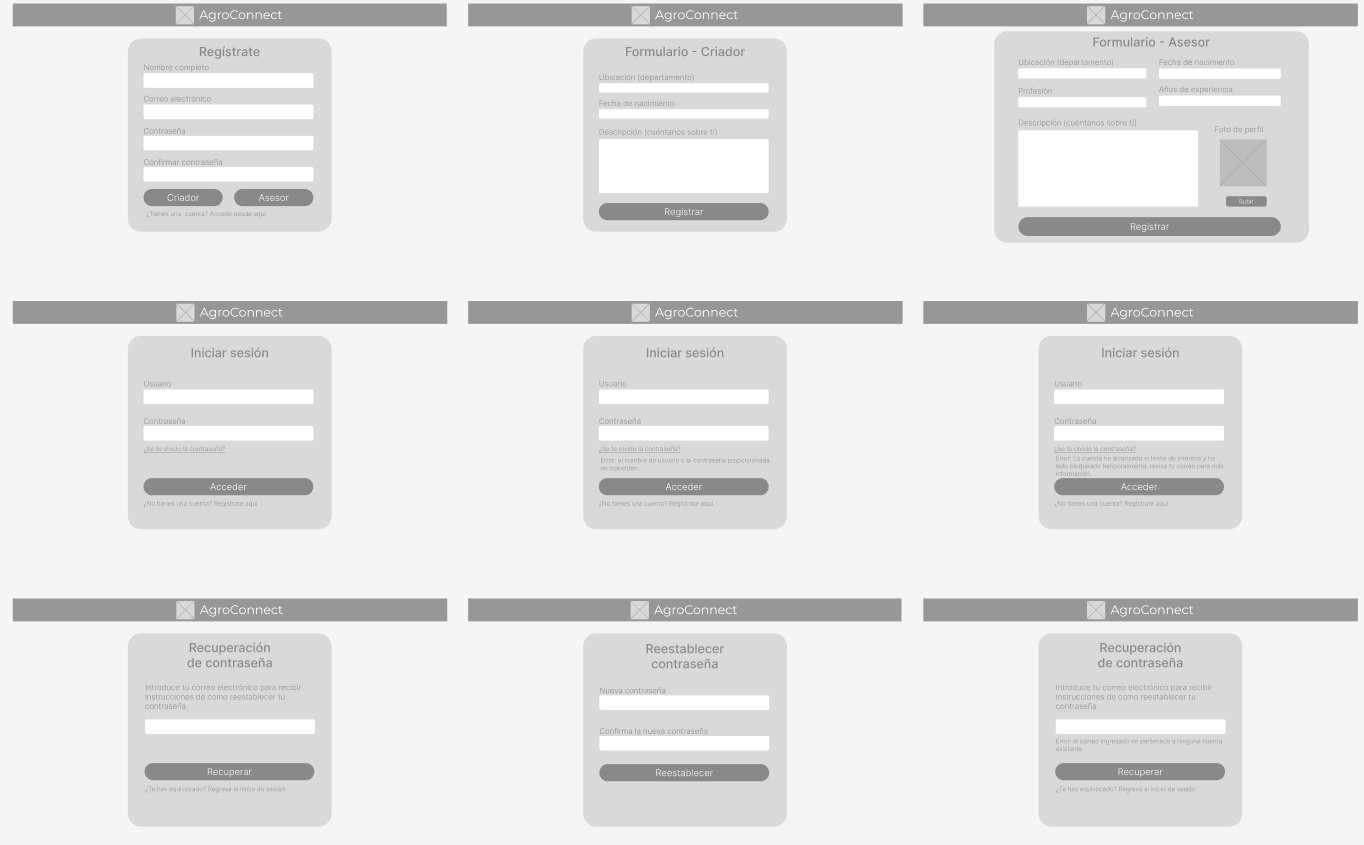 AgroConnect
Regístrate
Nombre completo
Correo electrónico
Contraseña
Confirmar contraseña
Criador
Asesor
¿Tienes una cuenta? Accede desde aquí
AgroConnect
Formulario - Criador
Ubicación (departamento)
Fecha de nacimiento
Descripción (cuéntanos sobre tí)
Registrar
AgroConnect
Formulario - Asesor
Ubicación (departamento)
Fecha de nacimiento
Profesión
Años de experiencia
Descripción (cuéntanos sobre tí)
Foto de perfil
Subir
Registrar
AgroConnect
Iniciar sesión
Usuario
Contraseña
¿Se te olvidó la contraseña?
Acceder
¿No tienes una cuenta? Regístrate aquí
AgroConnect
Iniciar sesión
Usuario
Contraseña
¿Se te olvidó la contraseña?
Error: el nombre de usuario o la contraseña proporcionada
no coinciden.
Acceder
¿No tienes una cuenta? Regístrate aquí
AgroConnect
Iniciar sesión
Usuario
Contraseña
¿Se te olvidó la contraseña?
Error: La cuenta ha alcanzado el límite de intentos y ha
sido bloqueada temporalmente, revisa tu correo para más
información.
Acceder
¿No tienes una cuenta? Regístrate aquí
AgroConnect
Recuperación
de contraseña
Introduce tu correo electrónico para recibir
instrucciones de como reestablecer tu
contraseña
Recuperar
¿Te has equivocado? Regresa al inicio de sesión
AgroConnect
Reestablecer
contraseña
Nueva contraseña
Confirma la nueva contraseña
Reestablecer
AgroConnect
Recuperación
de contraseña
Introduce tu correo electrónico para recibir
instrucciones de como reestablecer tu
contraseña
Error: el correo ingresado no pertenece a ninguna cuenta
existente
Recuperar
¿Te has equivocado? Regresa al inicio de sesión